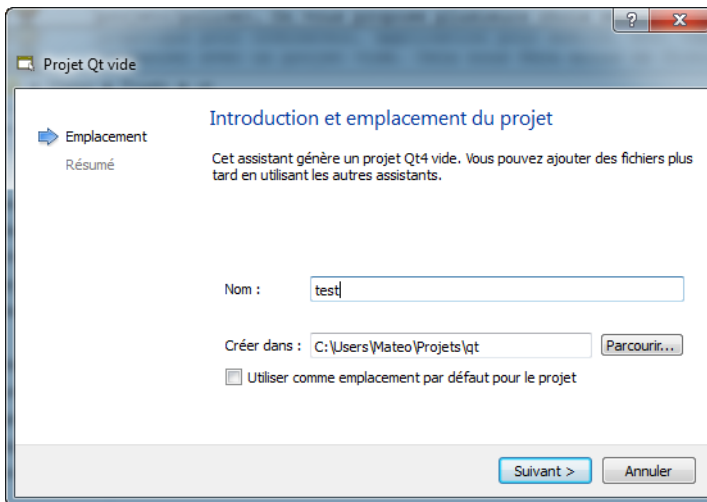 Projet Qt vide
Emplacement
Résumé
Introduction et emplacement du projet
Cet assistant génère un projet Qt4 vide. Vous pouvez ajouter des fichiers plus
tard en utilisant les autres assistants.
Nom :
test
Créer dans :
C:\Users\Mateo\Projets\qt
Parcourir...
Utiliser comme emplacement par défaut pour le projet
Suivant >
Annuler